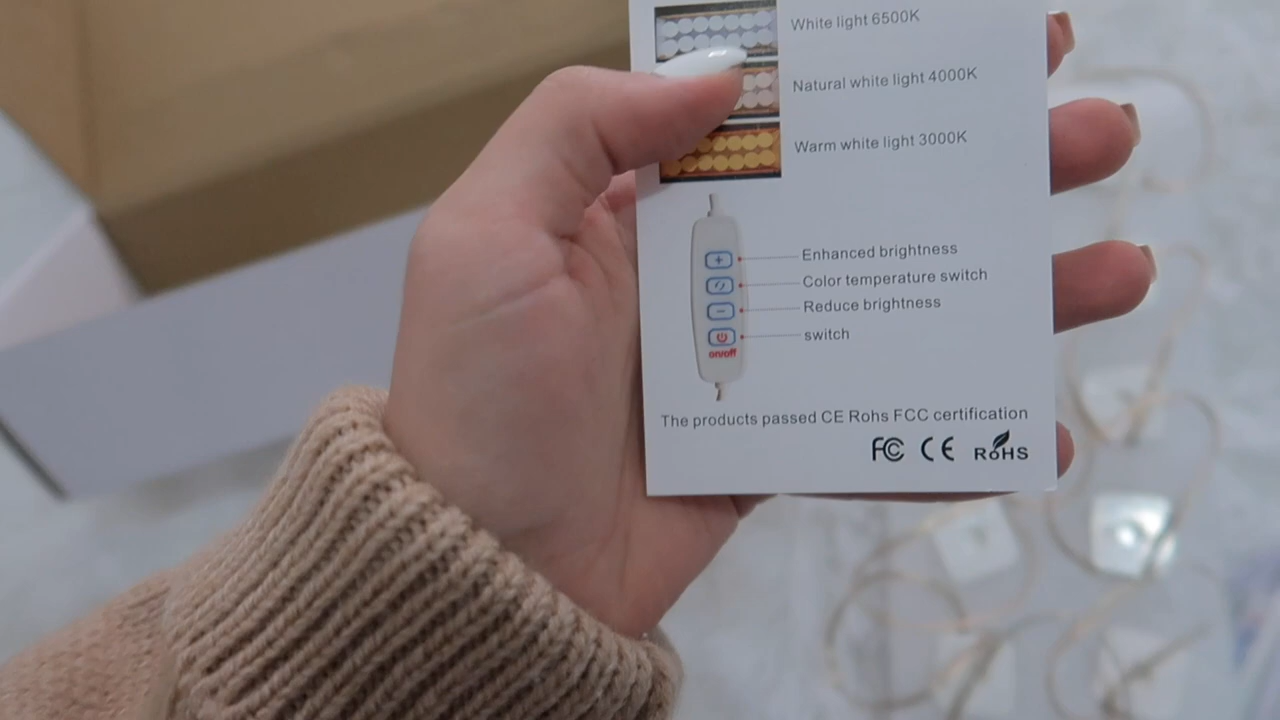 White light 6500K
Natural white light 4000K
Warm white light 3000K
Enhanced brightness
Color temperature switch
Reduce brightness
switch
on/off
The products passed CE Rohs FCC certification
FC CE RoHS